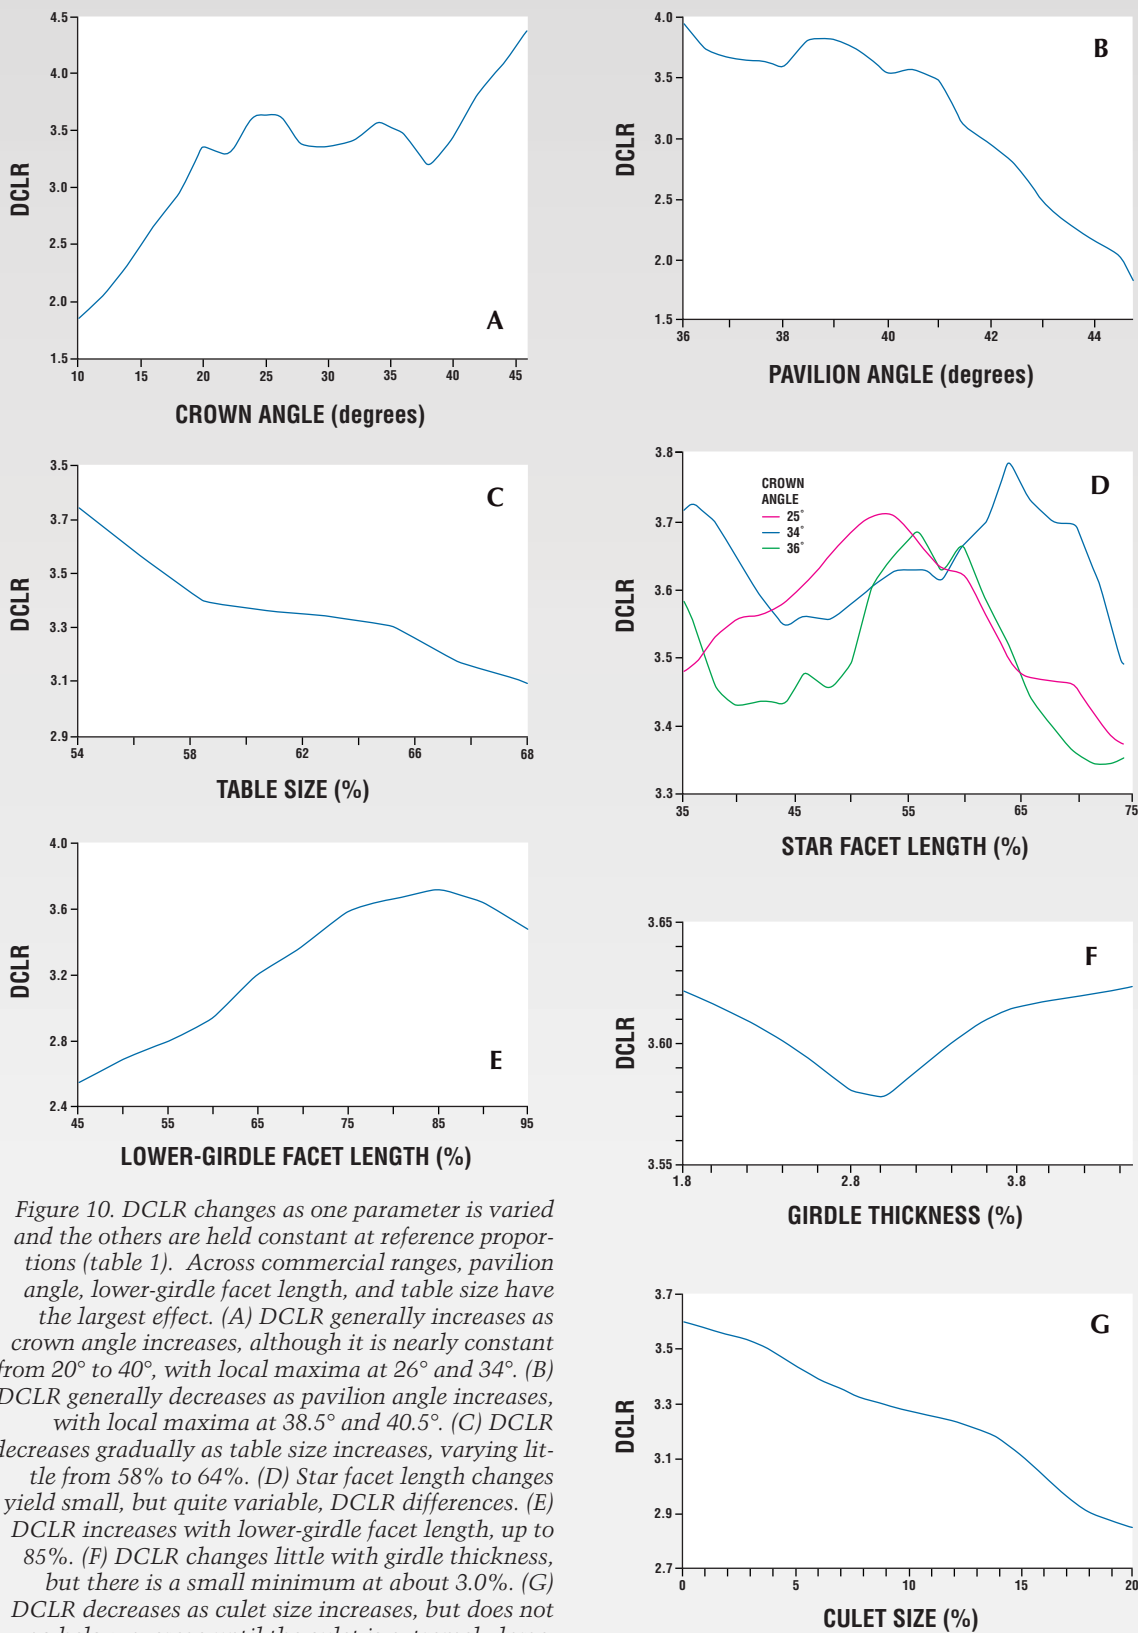 4.5
4.0
3.5
3.0
2.5
2.0
1.5
DCLR
A
10 15 20 25 30 35 40 45
CROWN ANGLE (degrees)
4.0
3.5
3.0
2.5
2.0
1.5
DCLR
B
36 38 40 42 44
PAVILION ANGLE (degrees)
3.5
3.7
3.5
3.3
3.1
2.9
DCLR
C
54 58 62 66 68
TABLE SIZE (%)
3.8
3.7
3.6
3.5
3.4
3.3
DCLR
D
CROWN
ANGLE
25°
34°
36°
35 45 55 65 75
STAR FACET LENGTH (%)
4.0
3.6
3.2
2.8
2.4
DCLR
E
45 55 65 75 85 95
LOWER-GIRDLE FACET LENGTH (%)
3.65
3.60
3.55
DCLR
F
1.8 2.8 3.8
GIRDLE THICKNESS (%)
Figure 10. DCLR changes as one parameter is varied
and the others are held constant at reference propor-
tions (table 1). Across commercial ranges, pavilion
angle, lower-girdle facet length, and table size have
the largest effect. (A) DCLR generally increases as
crown angle increases, although it is nearly constant
from 20° to 40°, with local maxima at 26° and 34°. (B)
DCLR generally decreases as pavilion angle increases,
with local maxima at 38.5° and 40.5°. (C) DCLR
decreases gradually as table size increases, varying lit-
tle from 58% to 64%. (D) Star facet length changes
yield small, but quite variable, DCLR differences. (E)
DCLR increases with lower-girdle facet length, up to
85%. (F) DCLR changes little with girdle thickness,
but there is a small minimum at about 3.0%. (G)
DCLR decreases as culet size increases, but does not
3.7
3.5
3.3
3.1
2.9
2.7
DCLR
G
0 5 10 15 20
CULET SIZE (%)